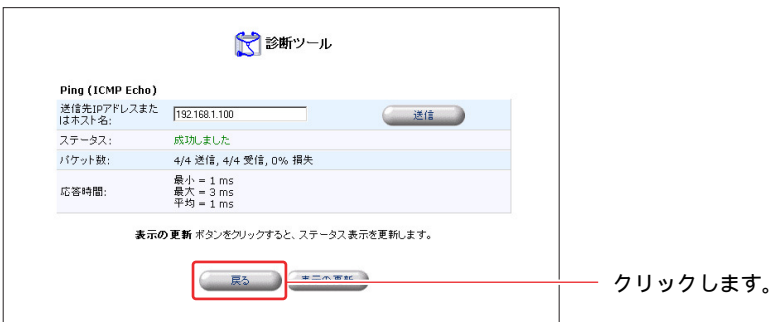 診断ツール
Ping (ICMP Echo)
送信先IPアドレスまた
はホスト名:
192.168.1.100
送信
ステータス:
成功しました
パケット数:
4/4 送信, 4/4 受信, 0% 損失
応答時間:
最小 = 1 ms
最大 = 3 ms
平均 = 1 ms
表示の更新 ボタンをクリックすると、ステータス表示を更新します。
戻る
表示の更新
クリックします。